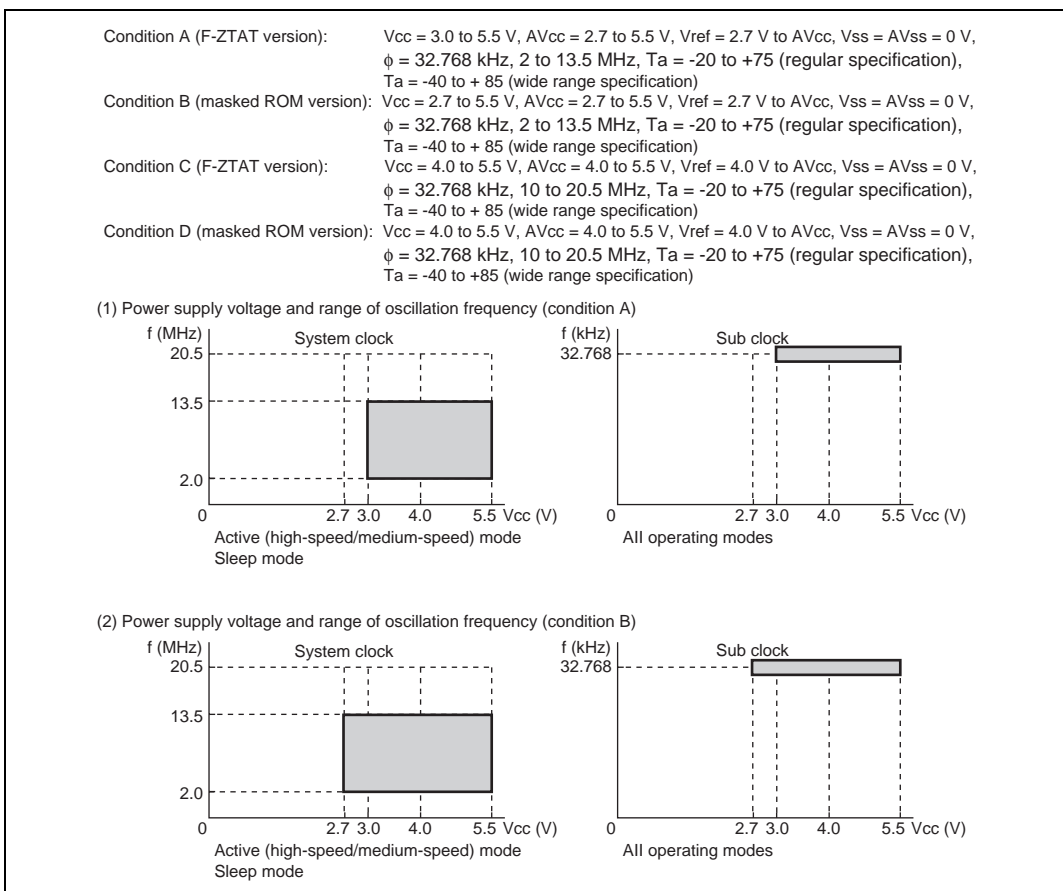 Condition A (F-ZTAT version): Vcc = 3.0 to 5.5 V, AVcc = 2.7 to 5.5 V, Vref = 2.7 V to AVcc, Vss = AVss = 0 V,
ϕ = 32.768 kHz, 2 to 13.5 MHz, Ta = -20 to +75 (regular specification),
Ta = -40 to + 85 (wide range specification)
Condition B (masked ROM version): Vcc = 2.7 to 5.5 V, AVcc = 2.7 to 5.5 V, Vref = 2.7 V to AVcc, Vss = AVss = 0 V,
ϕ = 32.768 kHz, 2 to 13.5 MHz, Ta = -20 to +75 (regular specification),
Ta = -40 to + 85 (wide range specification)
Condition C (F-ZTAT version): Vcc = 4.0 to 5.5 V, AVcc = 4.0 to 5.5 V, Vref = 4.0 V to AVcc, Vss = AVss = 0 V,
ϕ = 32.768 kHz, 10 to 20.5 MHz, Ta = -20 to +75 (regular specification),
Ta = -40 to + 85 (wide range specification)
Condition D (masked ROM version): Vcc = 4.0 to 5.5 V, AVcc = 4.0 to 5.5 V, Vref = 4.0 V to AVcc, Vss = AVss = 0 V,
ϕ = 32.768 kHz, 10 to 20.5 MHz, Ta = -20 to +75 (regular specification),
Ta = -40 to +85 (wide range specification)
(1) Power supply voltage and range of oscillation frequency (condition A)
f (MHz)
System clock
20.5
13.5
2.0
0 2.7 3.0 4.0 5.5 Vcc (V)
Active (high-speed/medium-speed) mode
Sleep mode
f (kHz)
Sub clock
32.768
0 2.7 3.0 4.0 5.5 Vcc (V)
All operating modes
(2) Power supply voltage and range of oscillation frequency (condition B)
f (MHz)
System clock
20.5
13.5
2.0
0 2.7 3.0 4.0 5.5 Vcc (V)
Active (high-speed/medium-speed) mode
Sleep mode
f (kHz)
Sub clock
32.768
0 2.7 3.0 4.0 5.5 Vcc (V)
All operating modes